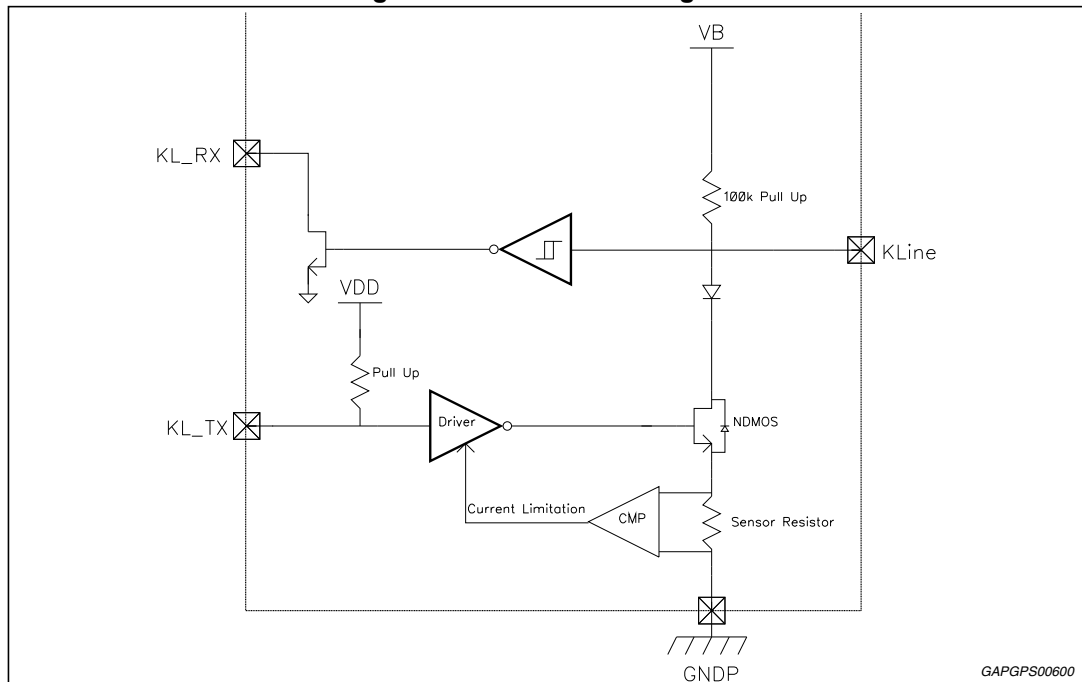 VB
KL_RX
100k Pull Up
KLine
VDD
Pull Up
KL_TX
Driver
NDMOS
Current Limitation
CMP
Sensor Resistor
GNDP
GAPGPS00600